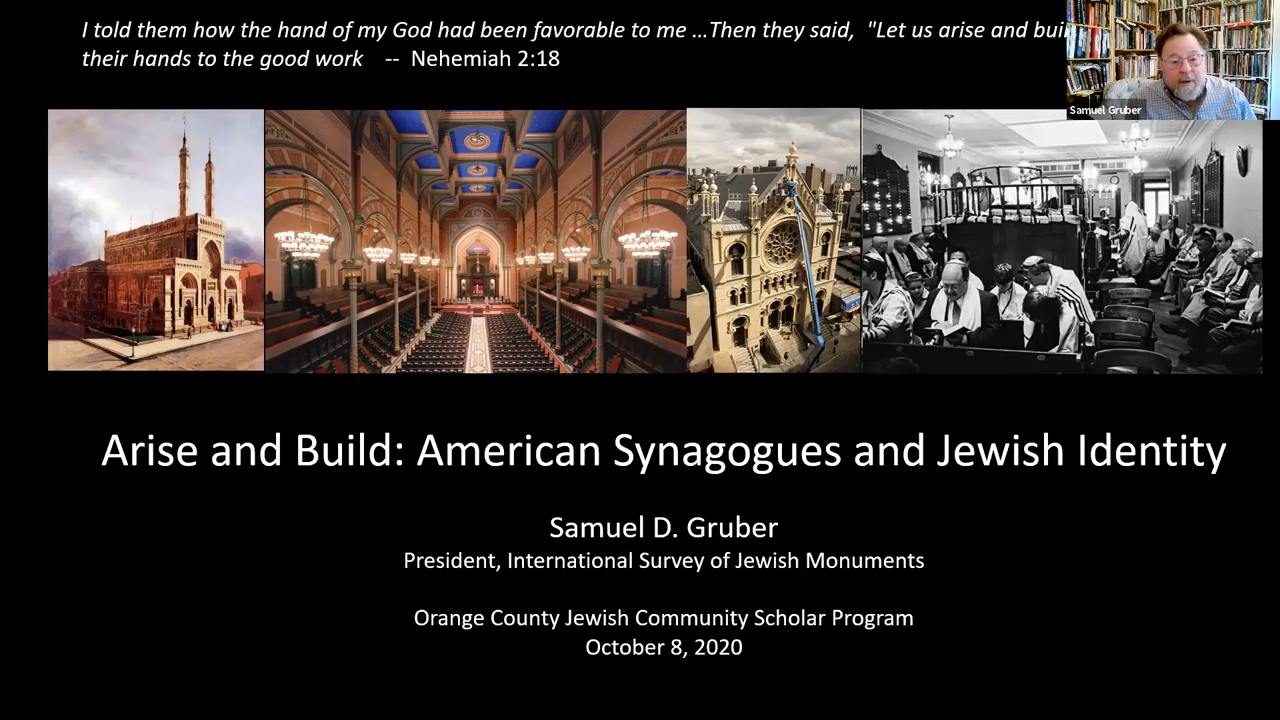 I told them how the hand of my God had been favorable to me ...Then they said, "Let us arise and
their hands to the good work -- Nehemiah 2:18
Samuel Gruber
Arise and Build: American Synagogues and Jewish Identity
Samuel D. Gruber
President, International Survey of Jewish Monuments
Orange County Jewish Community Scholar Program
October 8, 2020